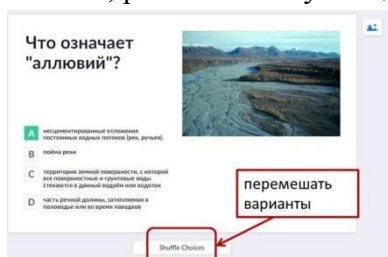 Что означает
"аллювий"?
A несцементированные отложения
постоянных водных потоков (рек, ручьев).
B пойма реки
C территория земной поверхности, с которой
все поверхностные и грунтовые воды
стекаются в данный водоём или водоток
D часть речной долины, затопляемая в
половодье или во время паводков
перемешать
варианты
Shuffle Choices